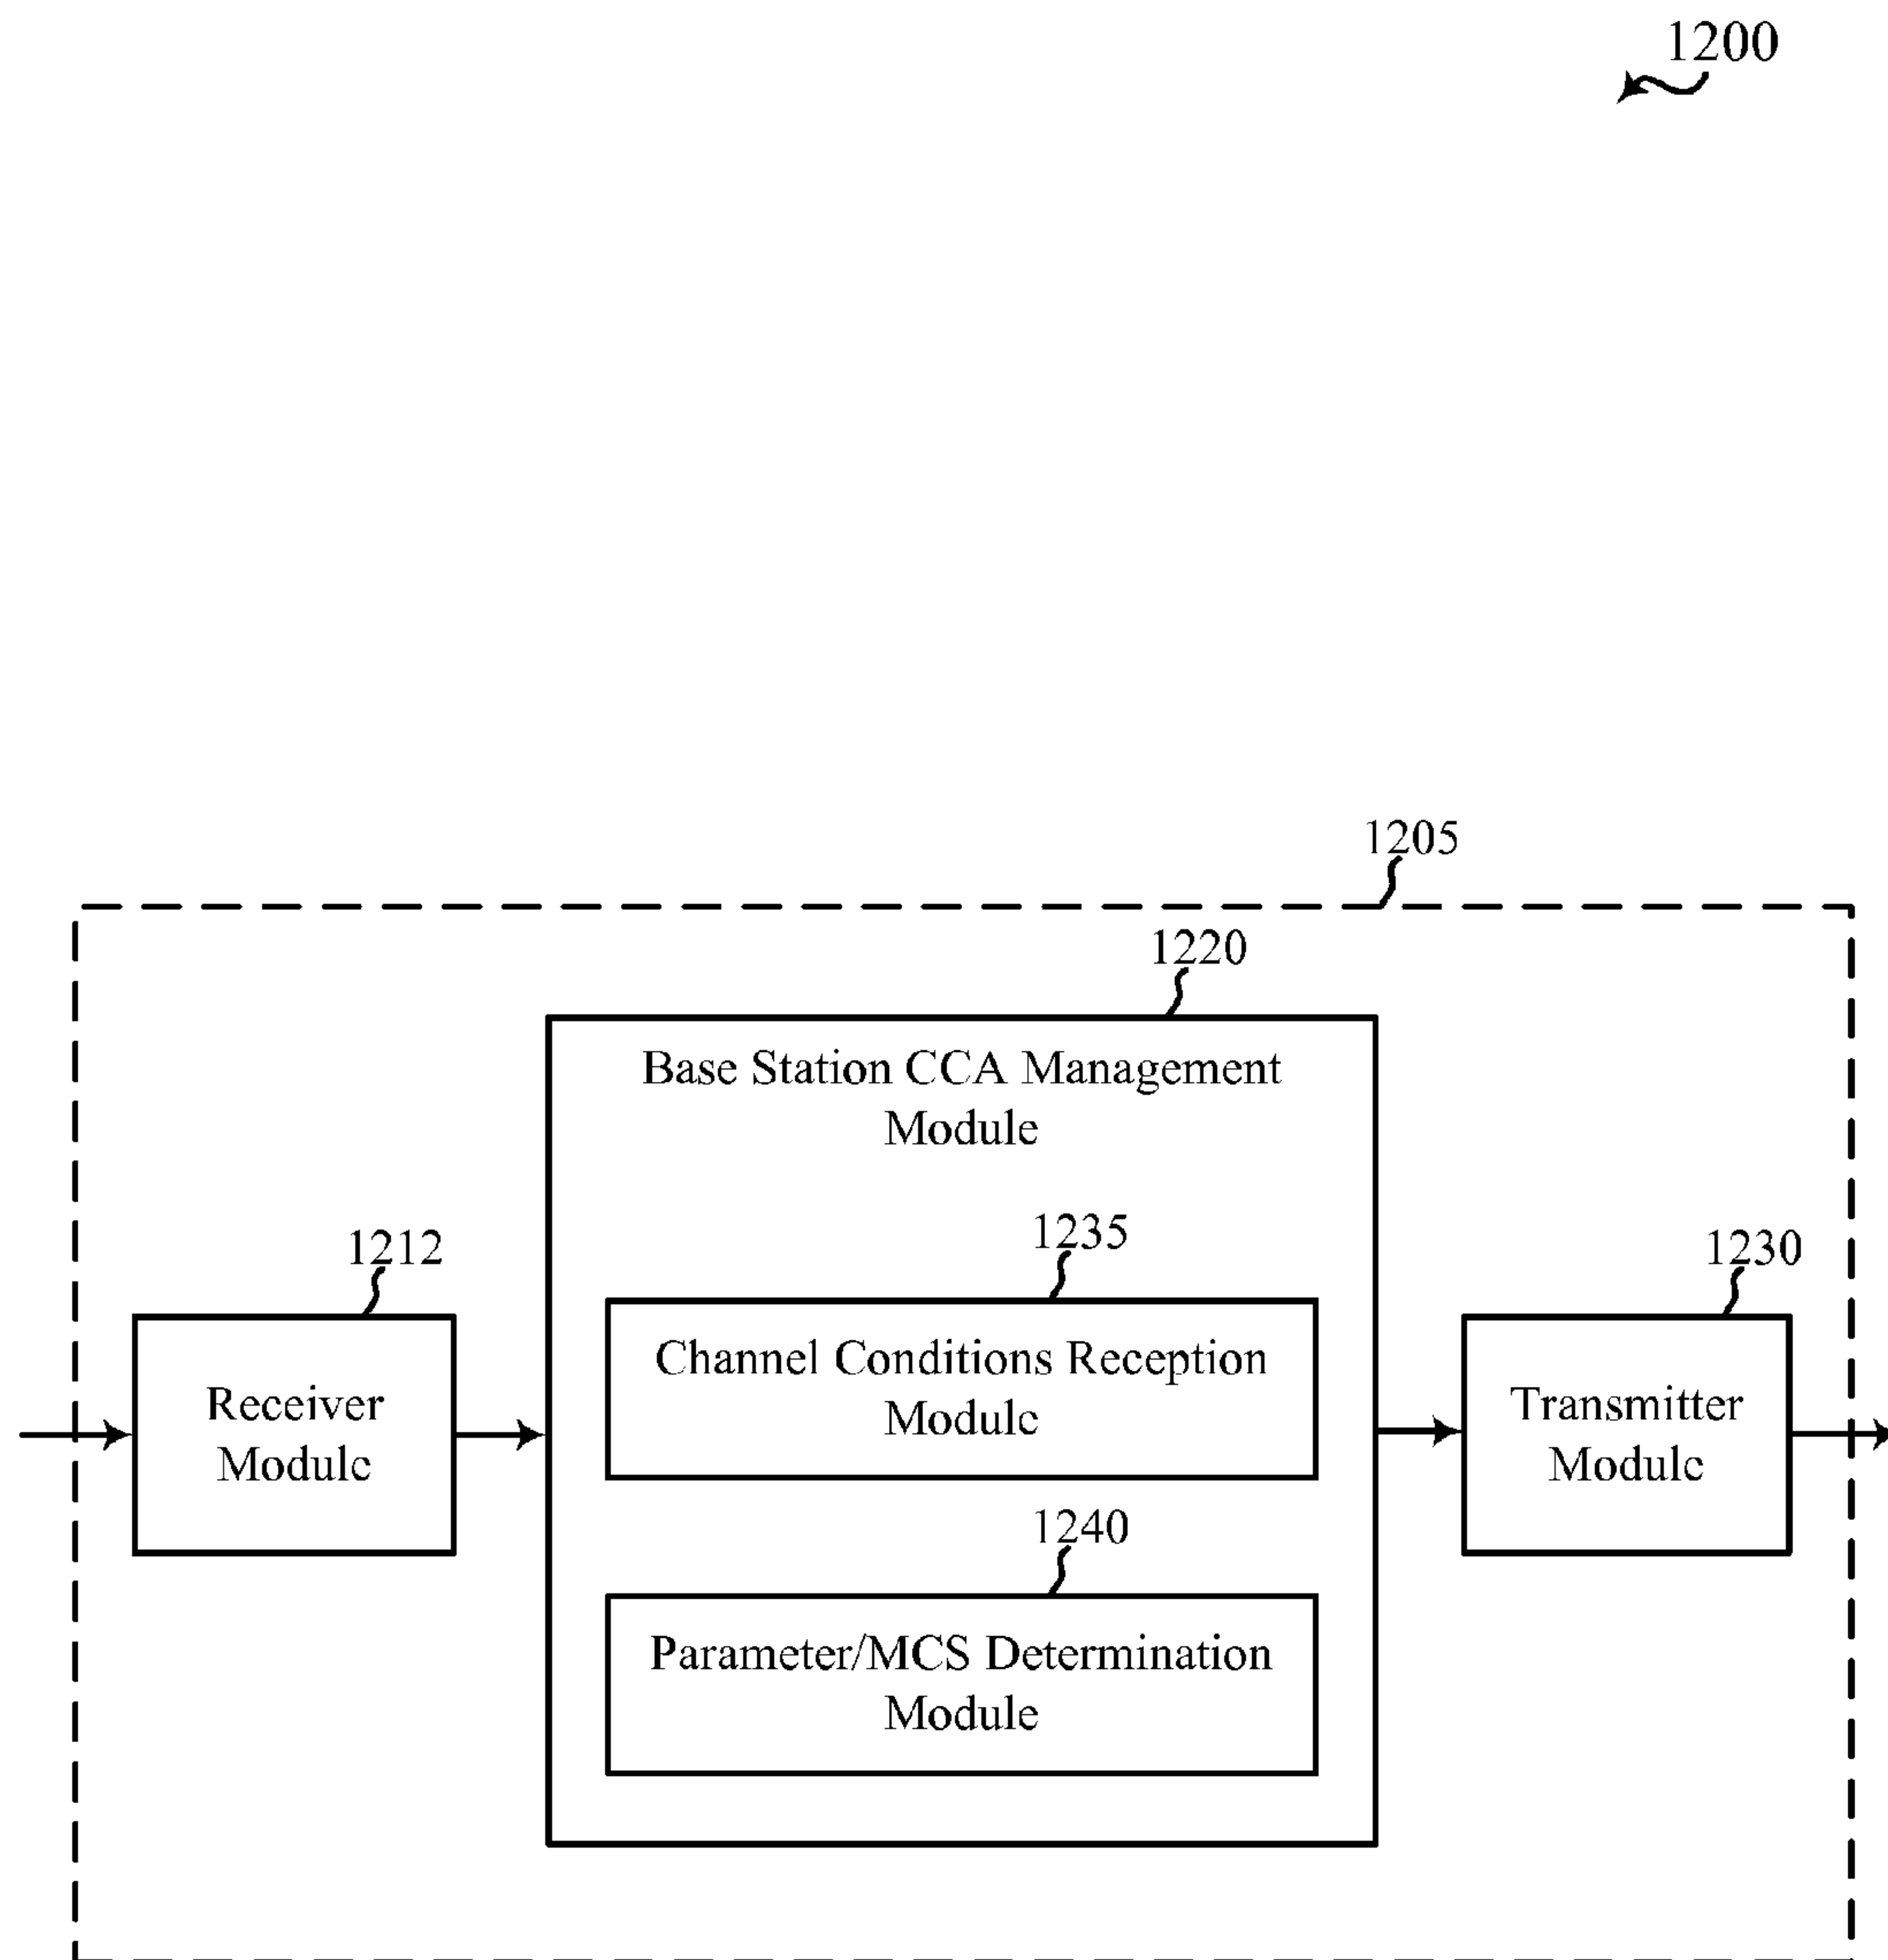 1200
1205
1220
Base Station CCA Management
Module
1212
1235
1230
Channel Conditions Reception
Module
Receiver
Module
Transmitter
Module
1240
Parameter/MCS Determination
Module